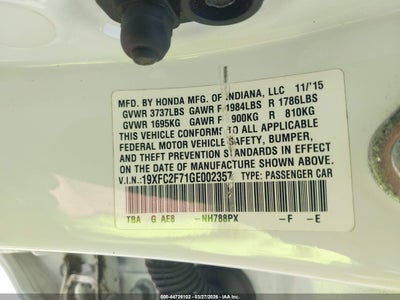 MFD. BY HONDA MFG. OF INDIANA, LLC 11/'15
GVWR 3737LBS GAWR F 1984LBS R 1786LBS
GVWR 1695KG GAWR F 900KG R 810KG
THIS VEHICLE CONFORMS TO ALL APPLICABLE
FEDERAL MOTOR VEHICLE SAFETY, BUMPER,
AND THEFT PREVENTION STANDARDS IN EFFECT
ON THE DATE OF MANUFACTURE SHOWN ABOVE.
V.I.N.: 19XFC2F71GE002357 TYPE: PASSENGER CAR
TBA G AE8 -NH788PX -F -E
000-44726102 - 03/27/2026 - IAAI